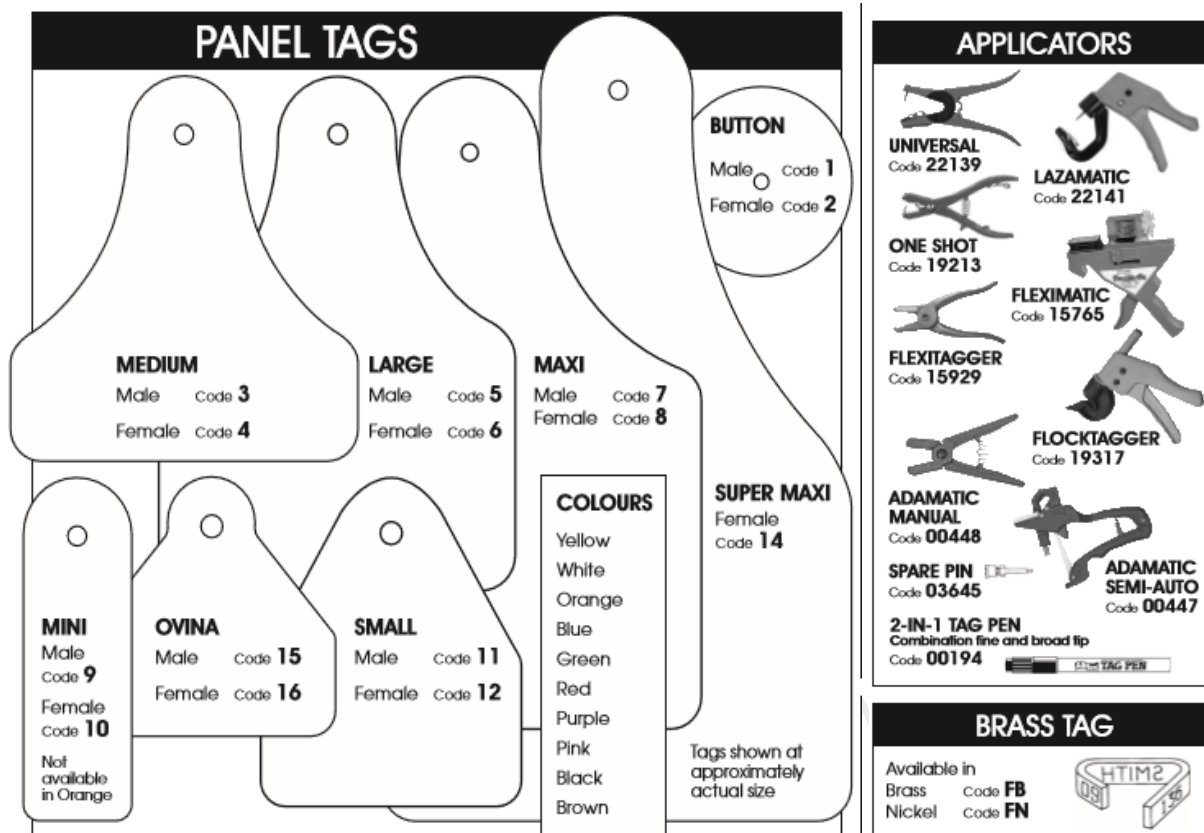 PANEL TAGS
BUTTON
Male Code 1
Female Code 2
MEDIUM
Male Code 3
Female Code 4
LARGE
Male Code 5
Female Code 6
MAXI
Male Code 7
Female Code 8
SUPER MAXI
Female
Code 14
MINI
Male
Code 9
Female
Code 10
Not
available
in Orange
OVINA
Male Code 15
Female Code 16
SMALL
Male Code 11
Female Code 12
COLOURS
Yellow
White
Orange
Blue
Green
Red
Purple
Pink
Black
Brown
Tags shown at
approximately
actual size
APPLICATORS
UNIVERSAL
Code 22139
LAZAMATIC
Code 22141
ONE SHOT
Code 19213
FLEXIMATIC
Code 15765
FLEXITAGGER
Code 15929
FLOCKTAGGER
Code 19317
ADAMATIC
MANUAL
Code 00448
SPARE PIN
Code 03645
ADAMATIC
SEMI-AUTO
Code 00447
2-IN-1 TAG PEN
Combination fine and broad tip
Code 00194
TAG PEN
BRASS TAG
Available in
Brass Code FB
Nickel Code FN
SMITH